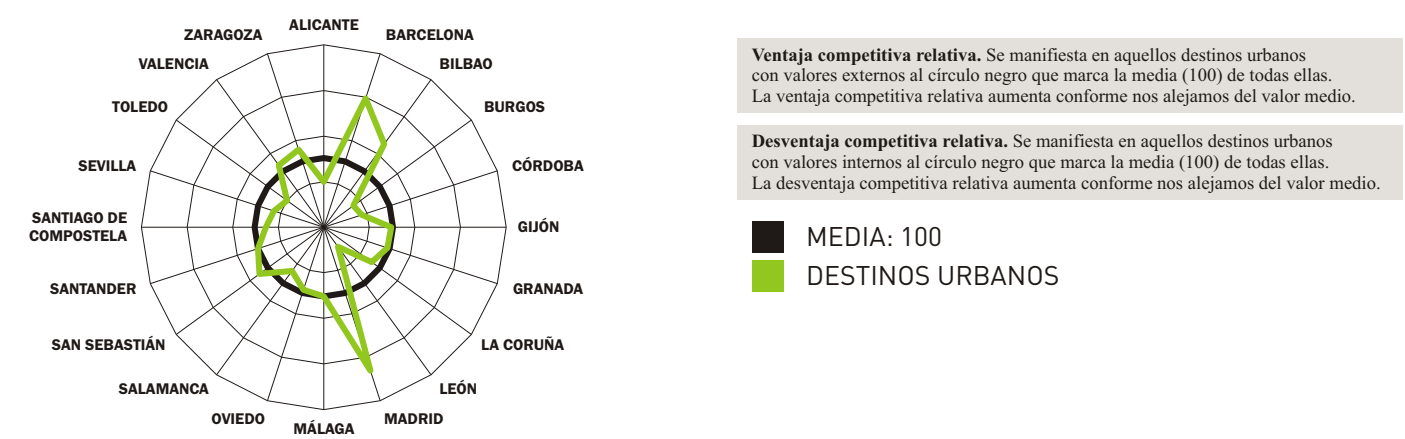 ALICANTE
BARCELONA
BILBAO
BURGOS
CÓRDOBA
GIJÓN
GRANADA
LA CORUÑA
LEÓN
MADRID
MÁLAGA
OVIEDO
SALAMANCA
SAN SEBASTIÁN
SANTANDER
SANTIAGO DE
COMPOSTELA
SEVILLA
TOLEDO
VALENCIA
ZARAGOZA
Ventaja competitiva relativa. Se manifiesta en aquellos destinos urbanos
con valores externos al círculo negro que marca la media (100) de todas ellas.
La ventaja competitiva relativa aumenta conforme nos alejamos del valor medio.
Desventaja competitiva relativa. Se manifiesta en aquellos destinos urbanos
con valores internos al círculo negro que marca la media (100) de todas ellas.
La desventaja competitiva relativa aumenta conforme nos alejamos del valor medio.
MEDIA: 100
DESTINOS URBANOS